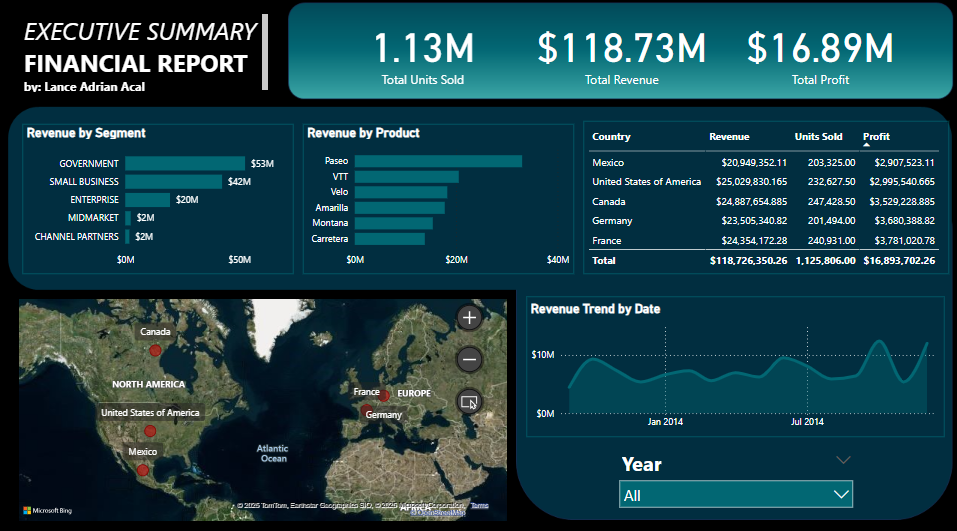 EXECUTIVE SUMMARY
FINANCIAL REPORT
by: Lance Adrian Acal
1.13M
Total Units Sold
$118.73M
Total Revenue
$16.89M
Total Profit
Revenue by Segment
GOVERNMENT $53M
SMALL BUSINESS $42M
ENTERPRISE $20M
MIDMARKET $2M
CHANNEL PARTNERS $2M
$0M $50M
Revenue by Product
Paseo
VTT
Velo
Amarilla
Montana
Carretera
$0M $20M $40M
Country Revenue Units Sold Profit
Mexico $20,949,352.11 203,325.00 $2,907,523.11
United States of America $25,029,830.165 232,627.50 $2,995,540.665
Canada $24,887,654.885 247,428.50 $3,529,228.885
Germany $23,505,340.82 201,494.00 $3,680,388.82
France $24,354,172.28 240,931.00 $3,781,020.78
Total $118,726,350.26 1,125,806.00 $16,893,702.26
Canada
NORTH AMERICA
United States of America
Mexico
Atlantic
Ocean
France
EUROPE
Germany
Microsoft Bing
© 2025 TomTom, Earthstar Geographics SIO, © 2025 Microsoft Corporation, Terms
Revenue Trend by Date
$10M
$0M
Jan 2014 Jul 2014
Year
All